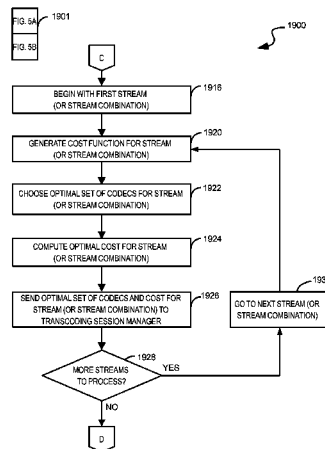 FIG. 5A
FIG. 5B
1901
1900
C
BEGIN WITH FIRST STREAM
(OR STREAM COMBINATION)
1916
GENERATE COST FUNCTION FOR STREAM
(OR STREAM COMBINATION)
1920
CHOOSE OPTIMAL SET OF CODECS FOR STREAM
(OR STREAM COMBINATION)
1922
COMPUTE OPTIMAL COST FOR STREAM
(OR STREAM COMBINATION)
1924
SEND OPTIMAL SET OF CODECS AND COST FOR
STREAM (OR STREAM COMBINATION) TO
TRANSCODING SESSION MANAGER
1926
193
GO TO NEXT STREAM (OR
STREAM COMBINATION)
1928
MORE STREAMS
TO PROCESS?
YES
NO
D